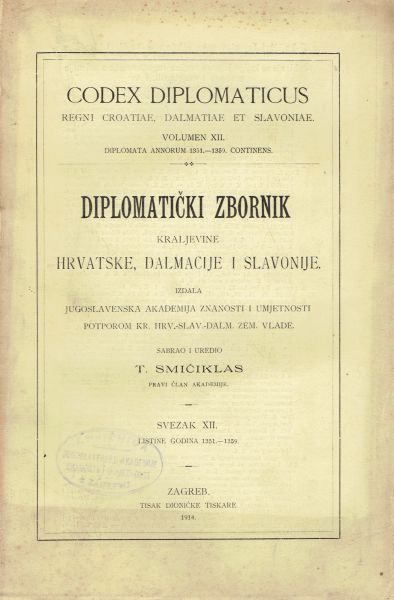 CODEX DIPLOMATICUS
REGNI CROATIAE, DALMATIAE ET SLAVONIAE.
VOLUMEN XII.
DIPLOMATA ANNORUM 1351.—1359. CONTINENS.
DIPLOMATIČKI ZBORNIK
KRALJEVINE
HRVATSKE, DALMACIJE I SLAVONIJE.
IZDALA
JUGOSLAVENSKA AKADEMIJA ZNANOSTI I UMJETNOSTI
POTPOROM KR. HRV.-SLAV.-DALM. ZEM. VLADE.
SABRAO I UREDIO
T. SMIČIKLAS
PRAVI ČLAN AKADEMIJE.
SVEZAK XII.
LISTINE GODINA 1351.—1359.
ZAGREB.
TISAK DIONIČKE TISKARE.
1914.